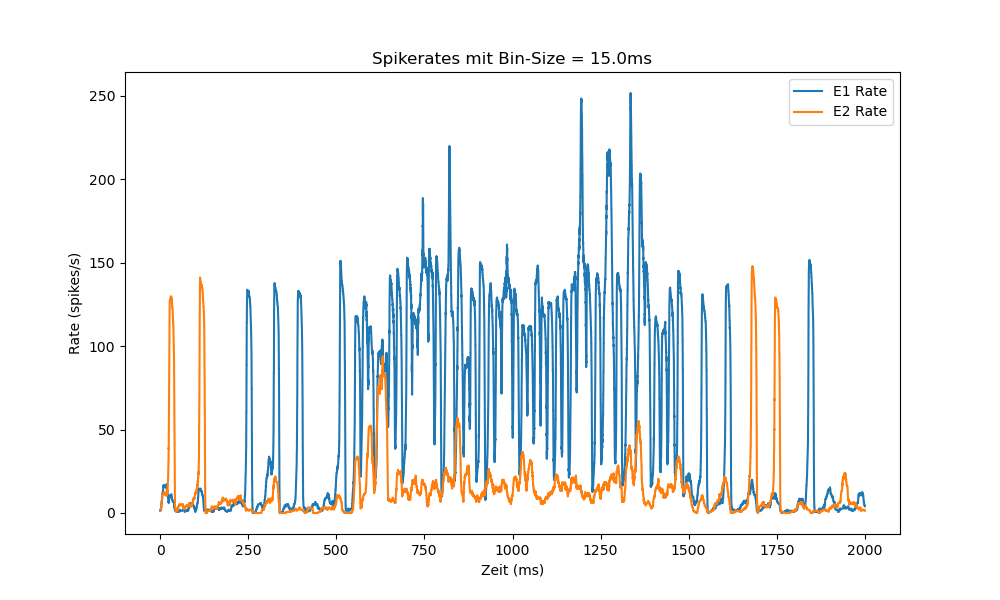 Spikerates mit Bin-Size = 15.0ms
E1 Rate
E2 Rate
Rate (spikes/s)
250
200
150
100
50
0
0 250 500 750 1000 1250 1500 1750 2000
Zeit (ms)